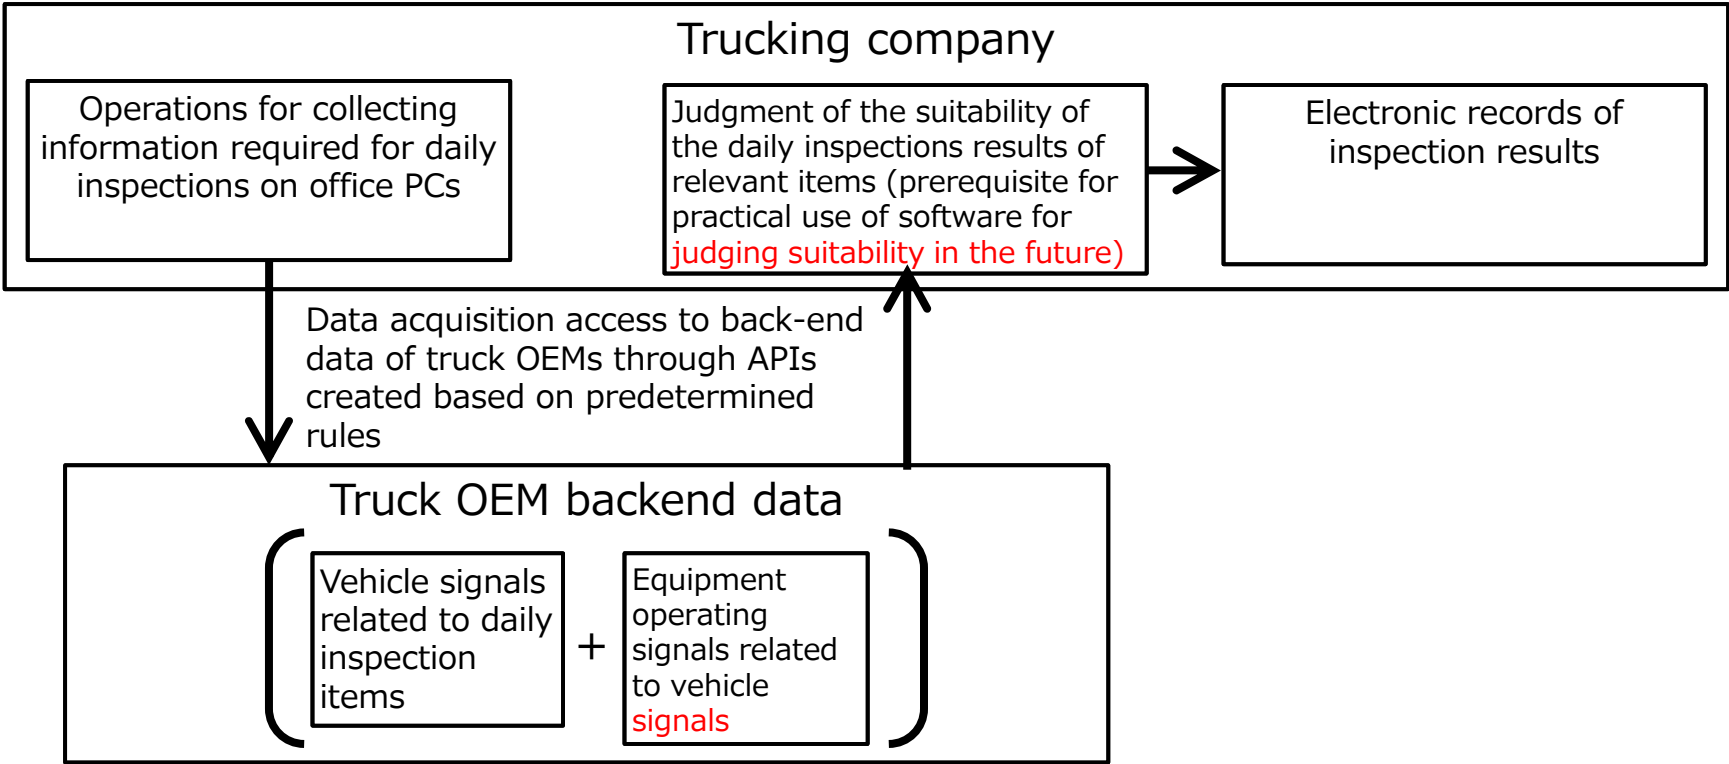 Trucking company
Operations for collecting
information required for daily
inspections on office PCs
Judgment of the suitability of
the daily inspections results of
relevant items (prerequisite for
practical use of software for
judging suitability in the future)
Electronic records of
inspection results
Data acquisition access to back-end
data of truck OEMs through APIs
created based on predetermined
rules
Truck OEM backend data
Vehicle signals
related to daily
inspection
items
+
Equipment
operating
signals related
to vehicle
signals